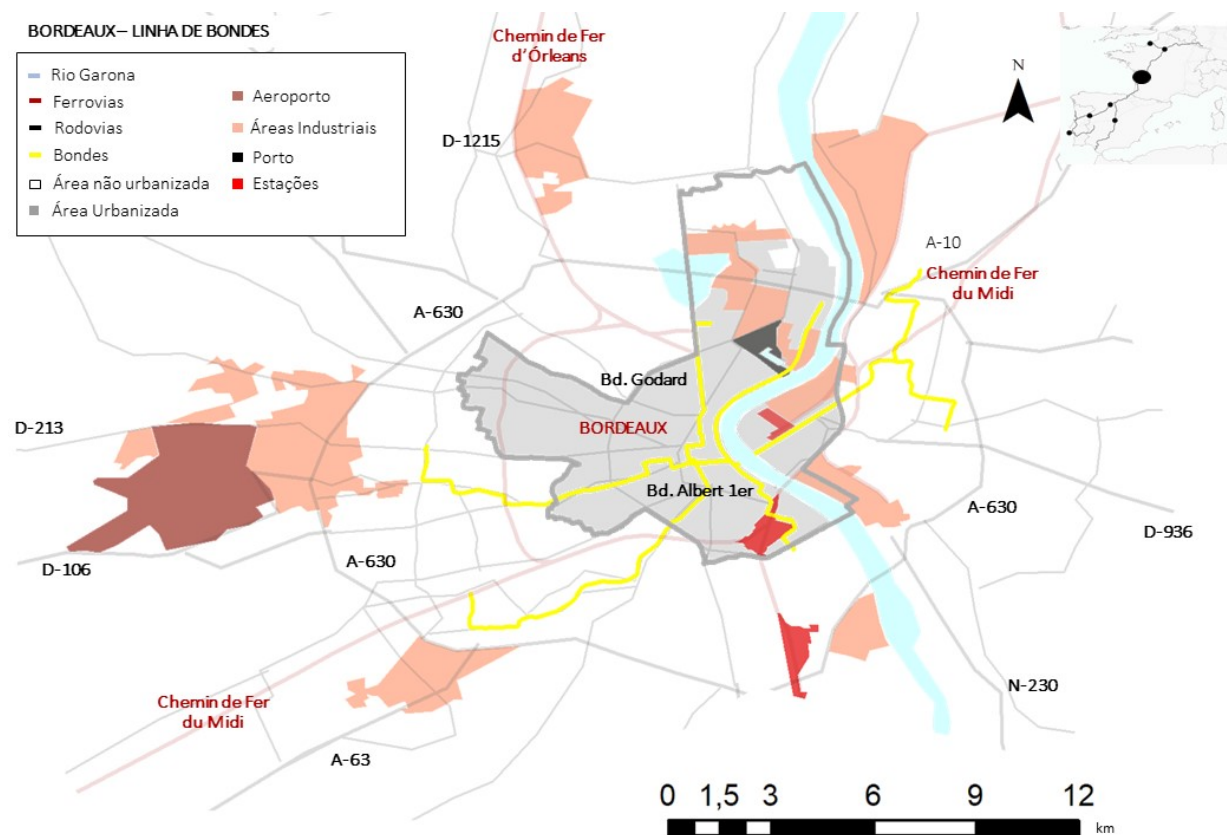 BORDEAUX– LINHA DE BONDES
Rio Garona
Ferrovias
Rodovias
Bondes
Área não urbanizada
Área Urbanizada
Aeroporto
Áreas Industriais
Porto
Estações
Chemin de Fer
d’Órleans
N
D-1215
A-10
Chemin de Fer
du Midi
A-630
Bd. Godard
D-213
BORDEAUX
Bd. Albert 1er
A-630
D-936
A-630
D-106
N-230
Chemin de Fer
du Midi
A-63
0 1,5 3 6 9 12
km